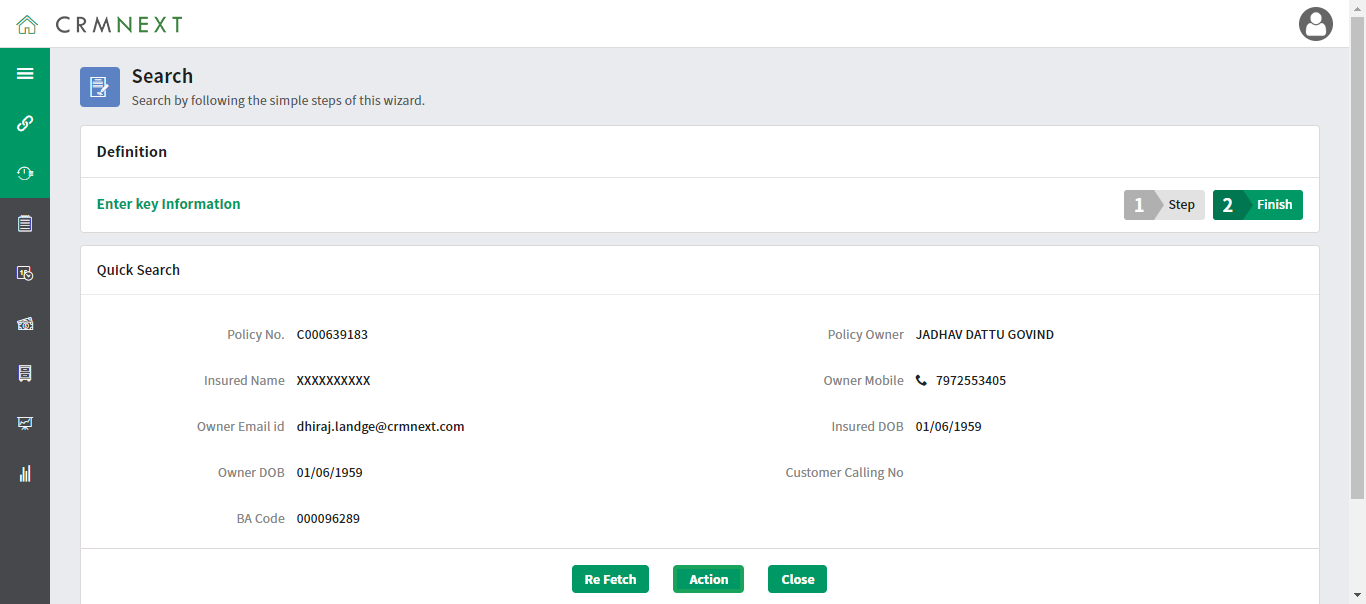 CRMNEXT
Search
Search by following the simple steps of this wizard.
Definition
Enter key Information
1 Step 2 Finish
Quick Search
Policy No. C000639183 Policy Owner JADHAV DATTU GOVIND
Insured Name XXXXXXXXXX Owner Mobile 7972553405
Owner Email id dhiraj.landge@crmnext.com Insured DOB 01/06/1959
Owner DOB 01/06/1959 Customer Calling No
BA Code 000096289
Re Fetch Action Close